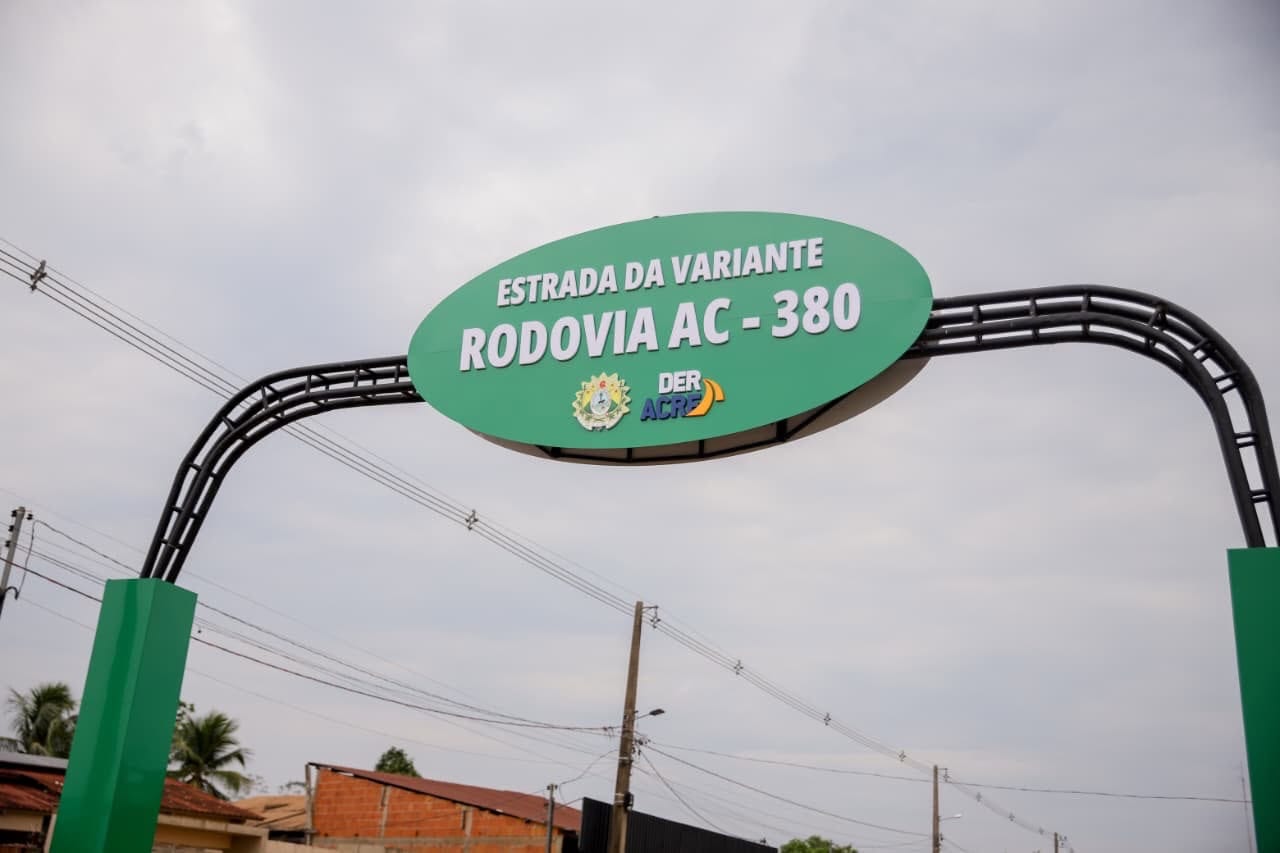 ESTRADA DA VARIANTE
RODOVIA AC - 380
DER
ACRE